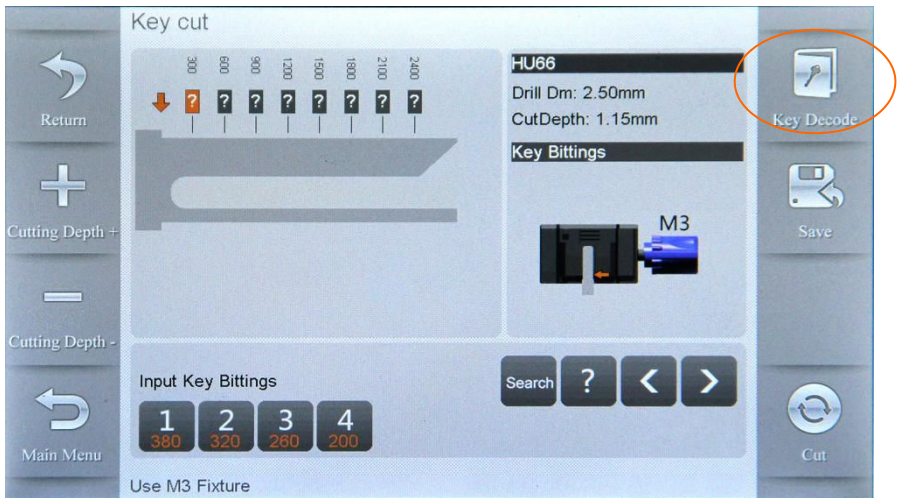 Key cut
Return
Cutting Depth +
Cutting Depth -
Main Menu
300 600 900 1200 1500 1800 2100 2400
? ? ? ? ? ? ? ?
HU66
Drill Dm: 2.50mm
CutDepth: 1.15mm
Key Bittings
M3
Input Key Bittings
1 2 3 4
380 320 260 200
Search ? < >
Use M3 Fixture
Key Decode
Save
Cut